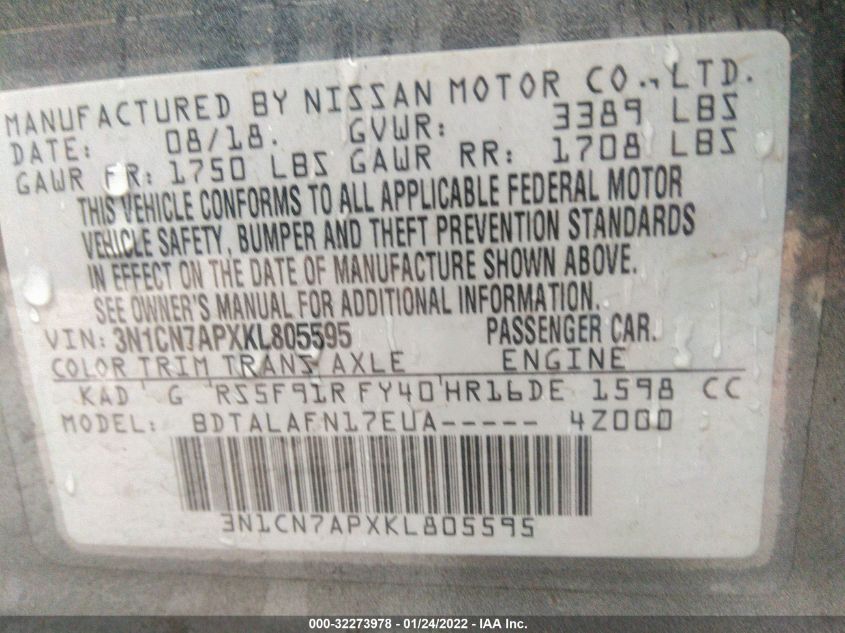 MANUFACTURED BY NISSAN MOTOR CO., LTD.
DATE: 08/18. GVWR: 3389 LBS
GAWR FR: 1750 LBS GAWR RR: 1708 LBS
THIS VEHICLE CONFORMS TO ALL APPLICABLE FEDERAL MOTOR
VEHICLE SAFETY, BUMPER AND THEFT PREVENTION STANDARDS
IN EFFECT ON THE DATE OF MANUFACTURE SHOWN ABOVE.
SEE OWNER'S MANUAL FOR ADDITIONAL INFORMATION.
VIN: 3N1CN7APXKL805595 PASSENGER CAR.
COLOR TRIM TRANS AXLE ENGINE
KAD G RS5F91R FY40 HR16DE 1598 CC
MODEL: BDTALAFN17EUA----- 4Z000
3N1CN7APXKL805595
000-32273978 - 01/24/2022 - IAA Inc.